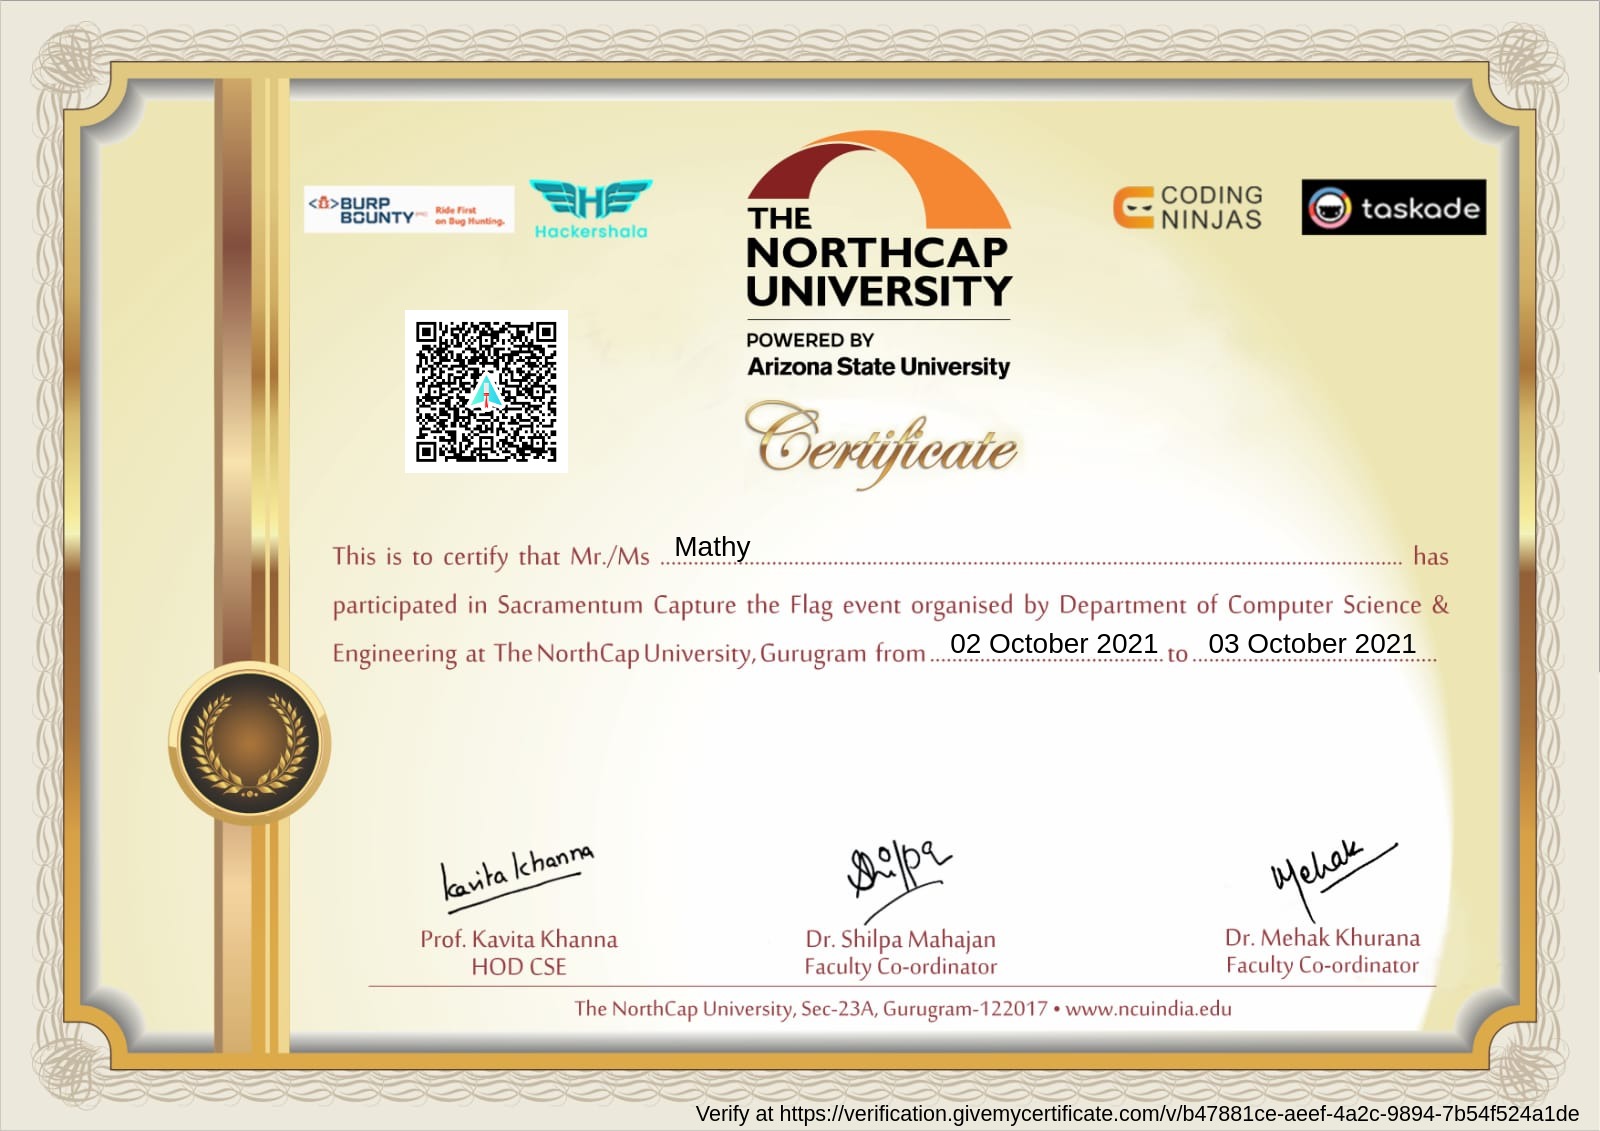 <*>BURP
BOUNTY PRO
Ride First
on Bug Hunting.
H
Hackershala
THE
NORTHCAP
UNIVERSITY
POWERED BY
Arizona State University
CODING
NINJAS
taskade
Certificate
This is to certify that Mr./Ms Mathy has
participated in Sacramentum Capture the Flag event organised by Department of Computer Science &
Engineering at The NorthCap University, Gurugram from 02 October 2021 to 03 October 2021
Kavita Khanna
Shilpa
Mehak
Prof. Kavita Khanna
HOD CSE
Dr. Shilpa Mahajan
Faculty Co-ordinator
Dr. Mehak Khurana
Faculty Co-ordinator
The NorthCap University, Sec-23A, Gurugram-122017 • www.ncuindia.edu
Verify at https://verification.givemycertificate.com/v/b47881ce-aeef-4a2c-9894-7b54f524a1de